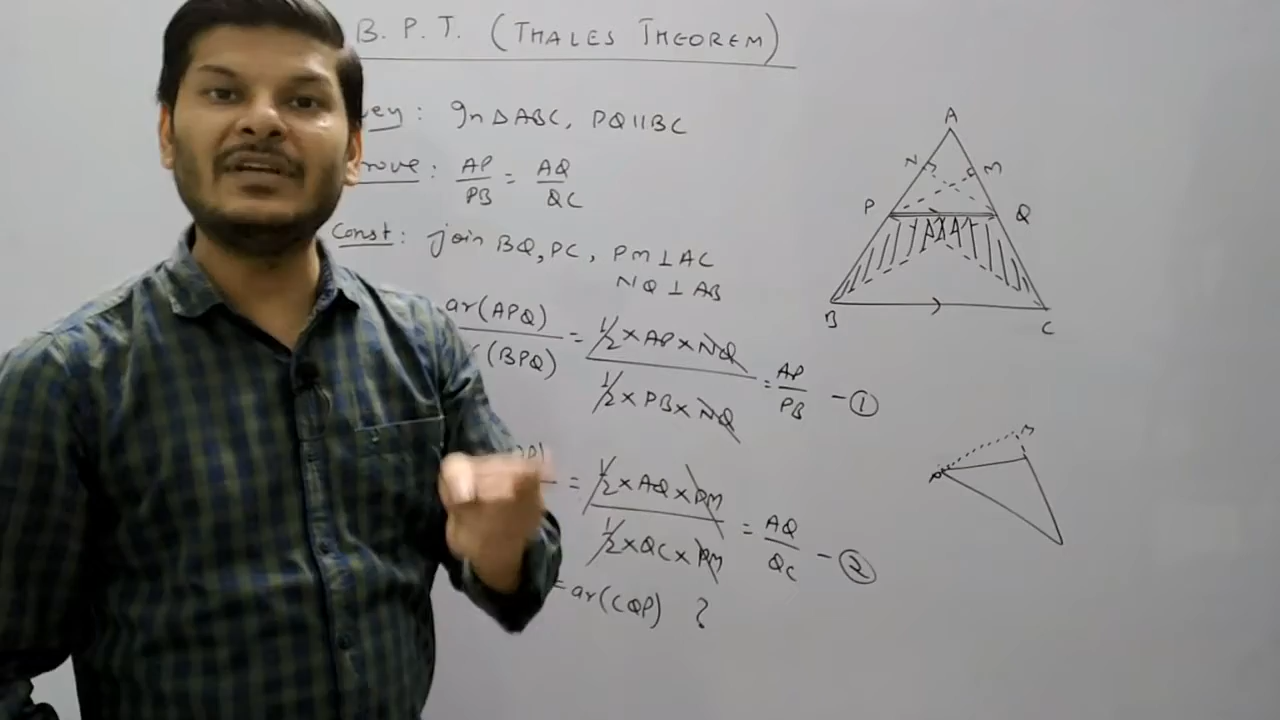 B. P. T. (THALES THEOREM)
: In △ABC, PQ||BC
: AP/PB = AQ/QC
Const: join BQ, PC, PM⊥AC
NQ⊥AB
ar(APQ)/(BPQ) = ½×AP×NQ/½×PB×NQ = AP/PB - ①
= ½×AQ×PM/½×QC×PM = AQ/QC - ②
= ar(CQP) ?
A
N M
P Q
B C
P M